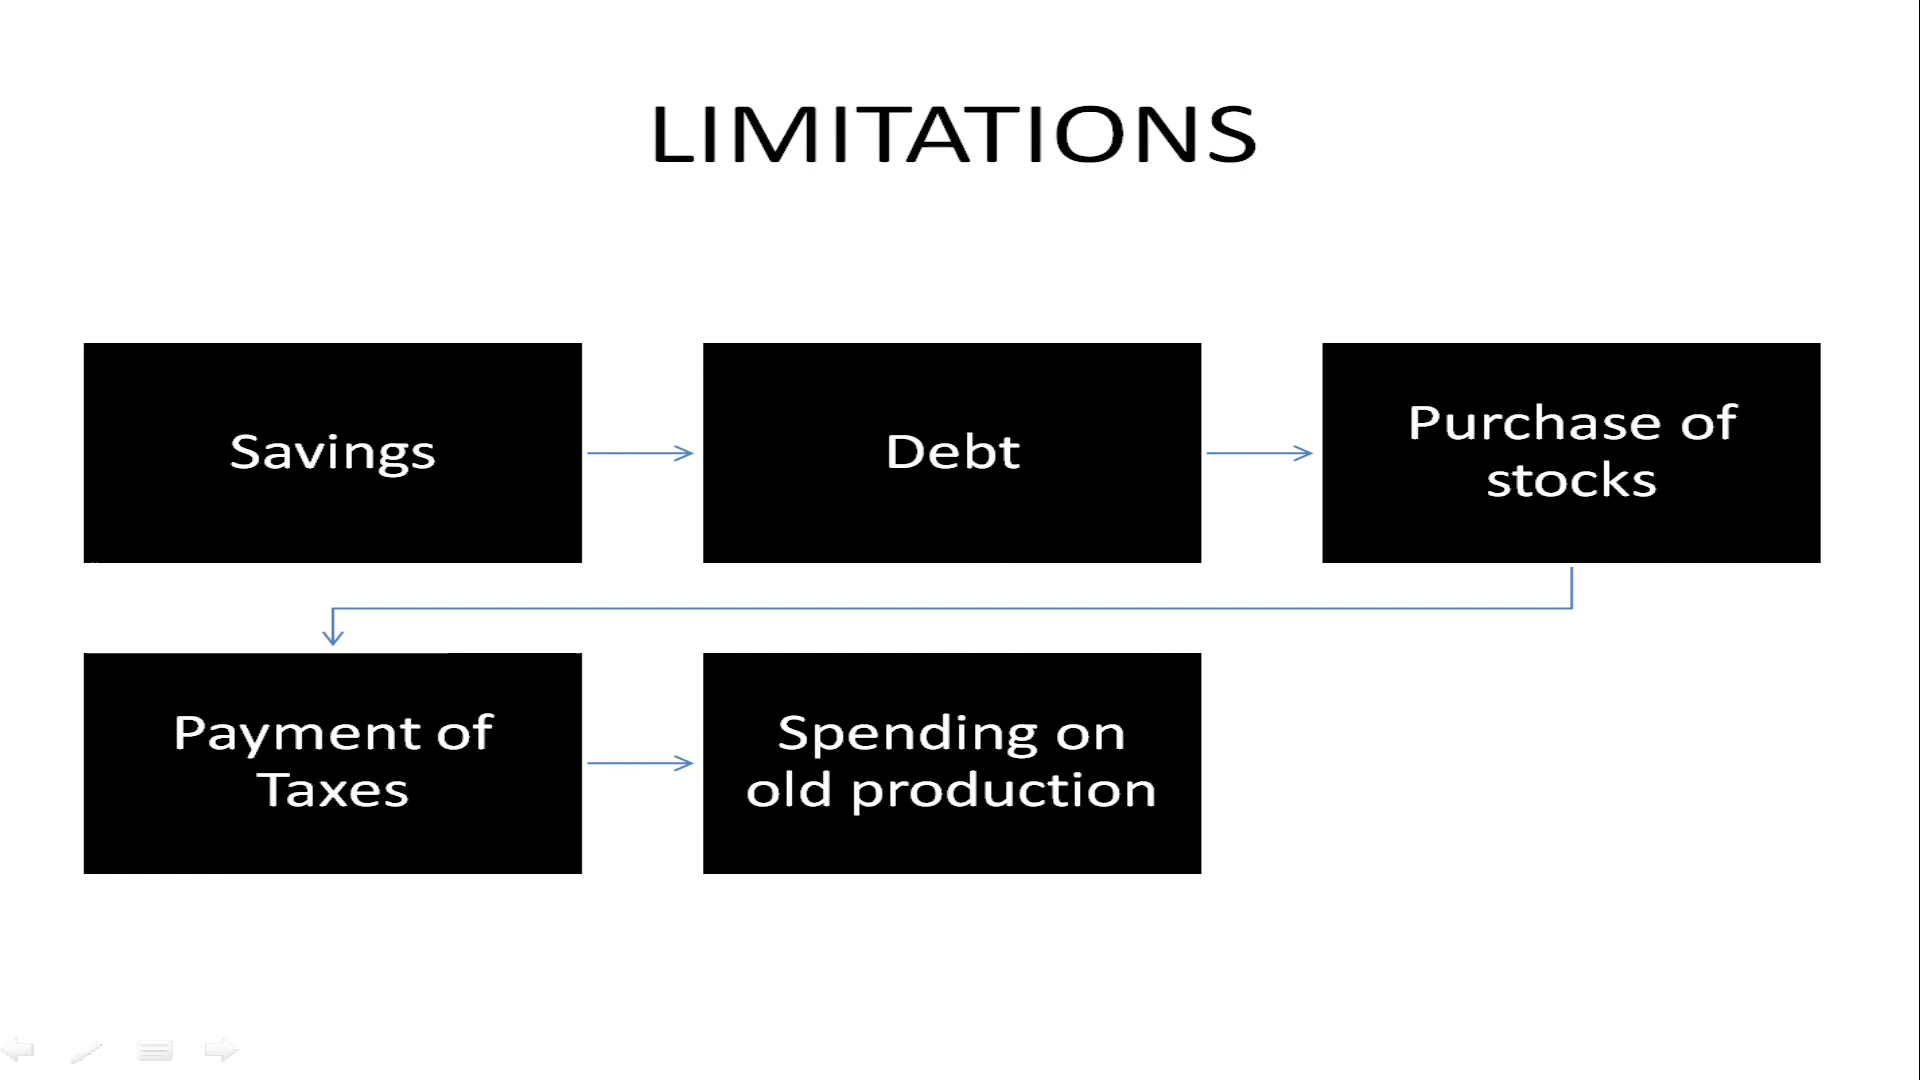 LIMITATIONS
Savings
Debt
Purchase of
stocks
Payment of
Taxes
Spending on
old production